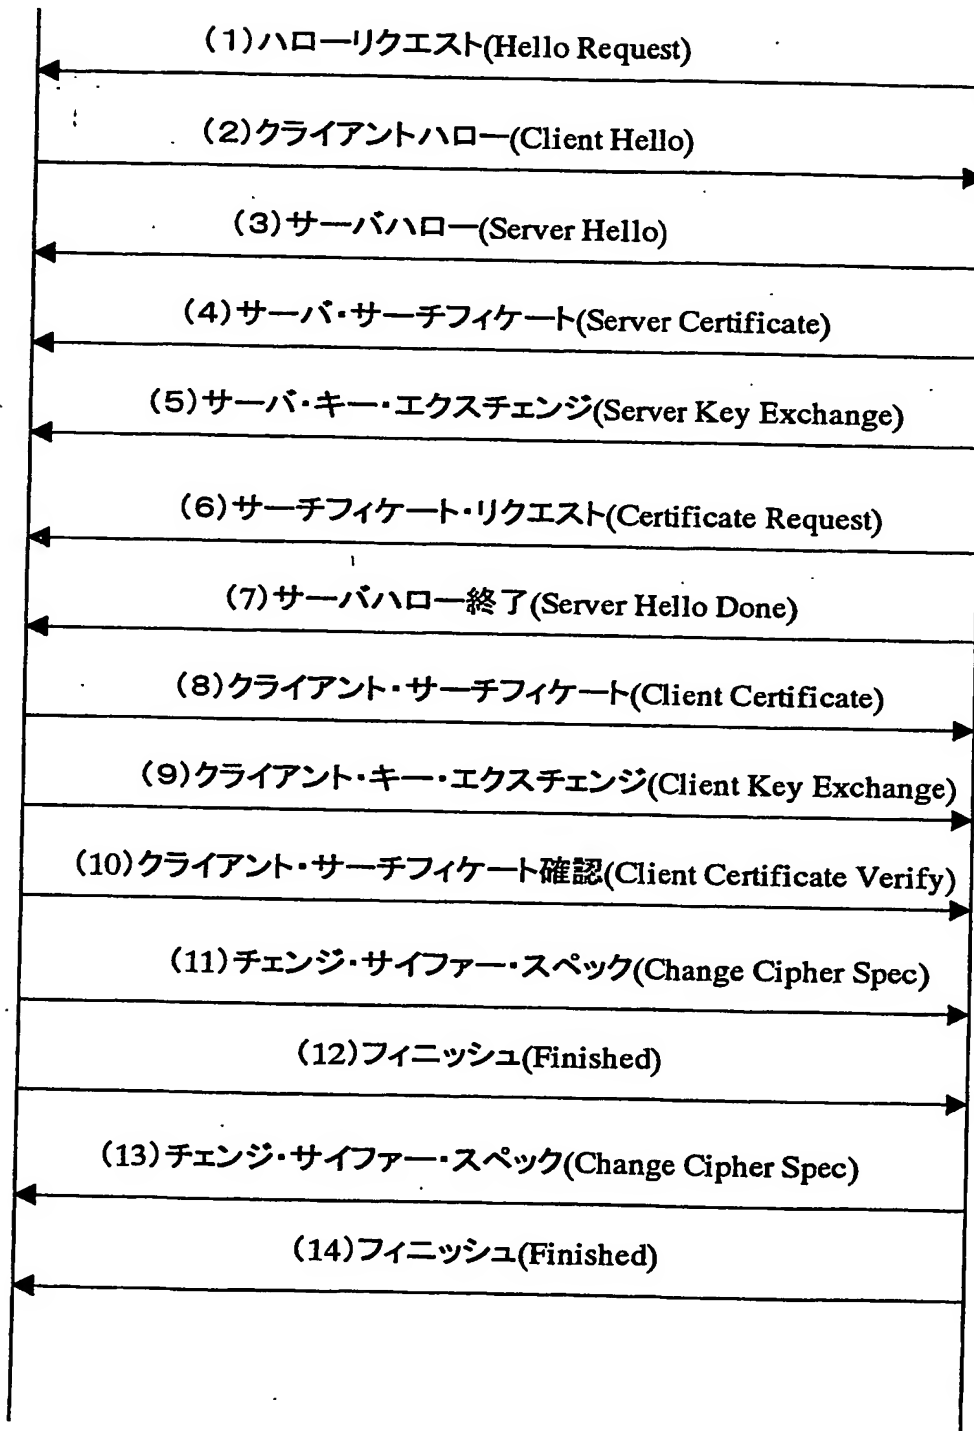 (1)ハローリクエスト(Hello Request)
(2)クライアントハロー(Client Hello)
(3)サーバハロー(Server Hello)
(4)サーバ・サーチフィケート(Server Certificate)
(5)サーバ・キー・エクスチェンジ(Server Key Exchange)
(6)サーチフィケート・リクエスト(Certificate Request)
(7)サーバハロー終了(Server Hello Done)
(8)クライアント・サーチフィケート(Client Certificate)
(9)クライアント・キー・エクスチェンジ(Client Key Exchange)
(10)クライアント・サーチフィケート確認(Client Certificate Verify)
(11)チェンジ・サイファー・スペック(Change Cipher Spec)
(12)フィニッシュ(Finished)
(13)チェンジ・サイファー・スペック(Change Cipher Spec)
(14)フィニッシュ(Finished)